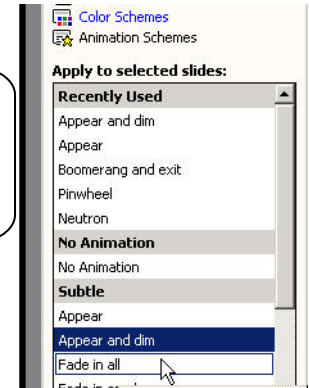 Color Schemes
Animation Schemes
Apply to selected slides:
Recently Used
Appear and dim
Appear
Boomerang and exit
Pinwheel
Neutron
No Animation
No Animation
Subtle
Appear
Appear and dim
Fade in all